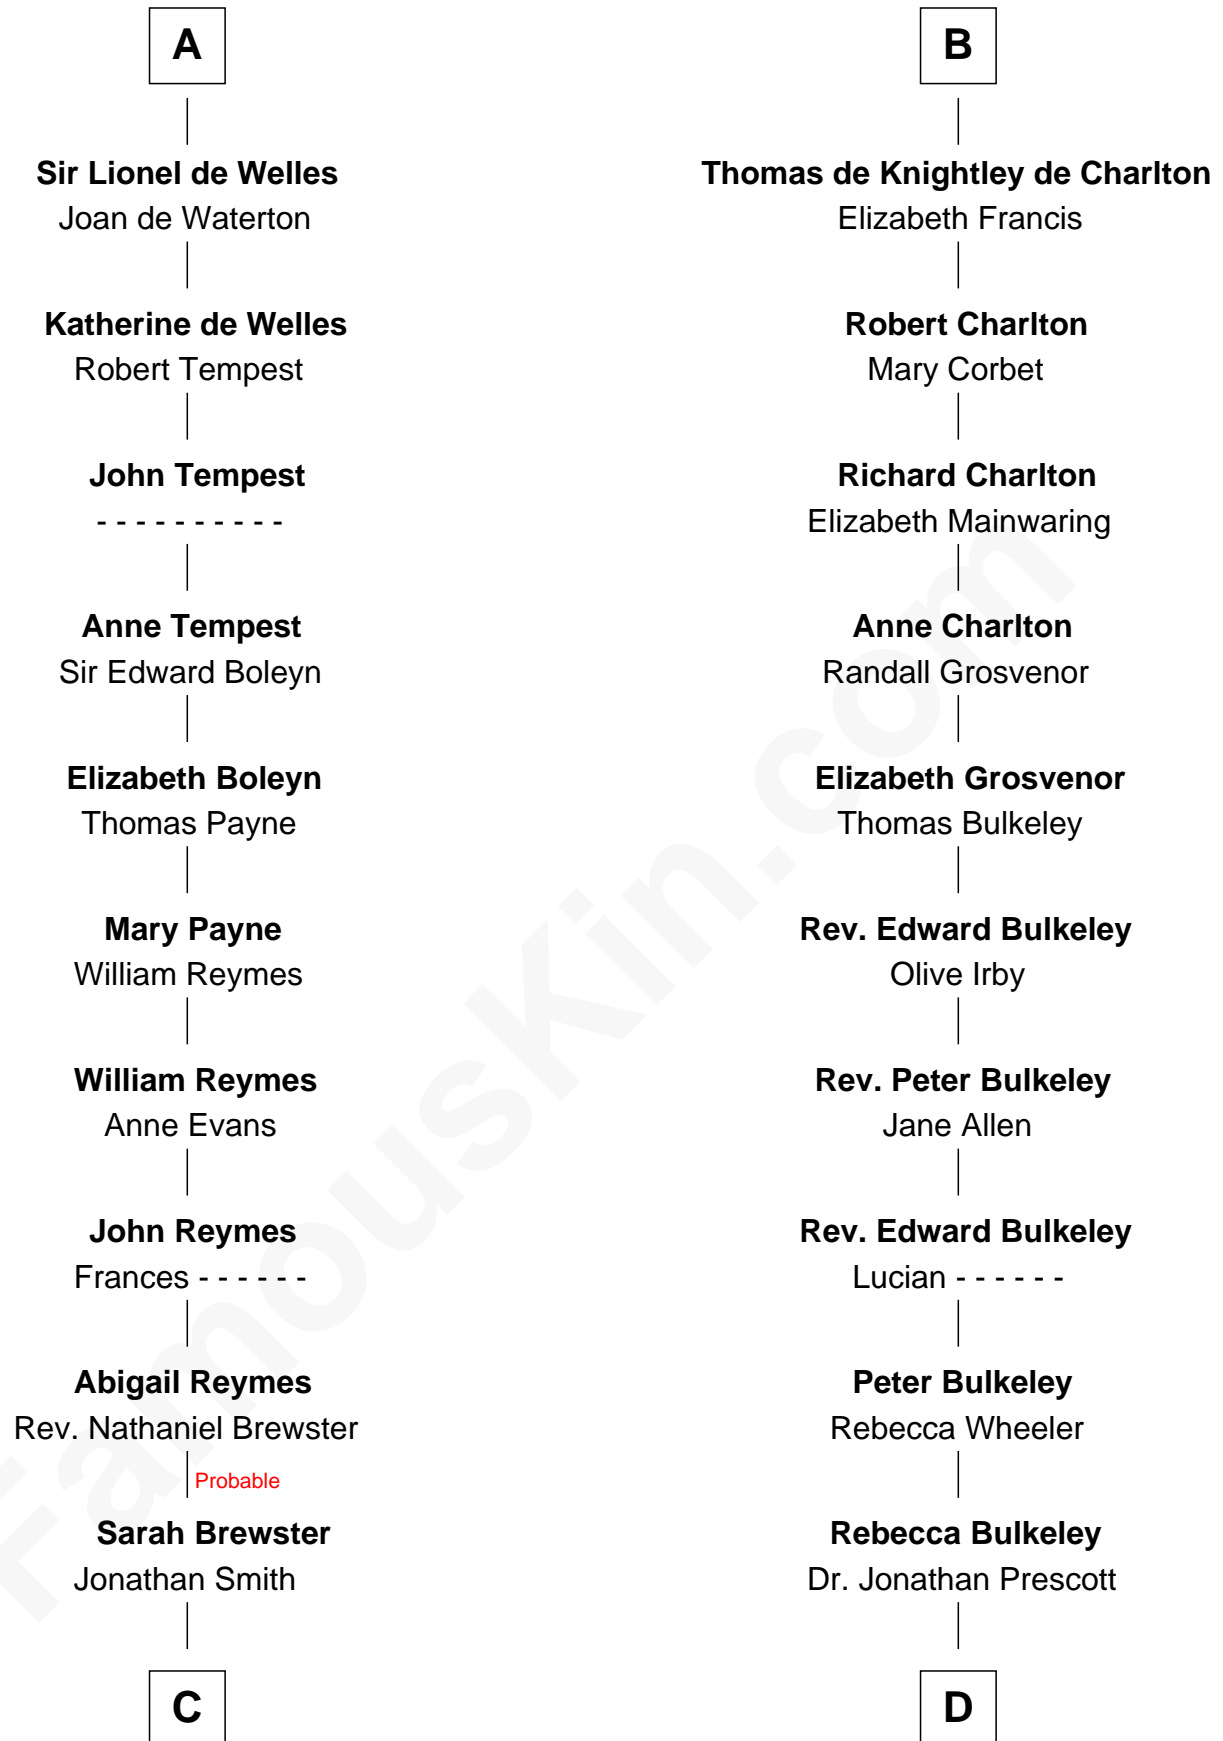 A
Sir Lionel de Welles
Joan de Waterton
Katherine de Welles
Robert Tempest
John Tempest
- - - - - - - - - -
Anne Tempest
Sir Edward Boleyn
Elizabeth Boleyn
Thomas Payne
Mary Payne
William Reymes
William Reymes
Anne Evans
John Reymes
Frances - - - - - -
Abigail Reymes
Rev. Nathaniel Brewster
Probable
Sarah Brewster
Jonathan Smith
C
B
Thomas de Knightley de Charlton
Elizabeth Francis
Robert Charlton
Mary Corbet
Richard Charlton
Elizabeth Mainwaring
Anne Charlton
Randall Grosvenor
Elizabeth Grosvenor
Thomas Bulkeley
Rev. Edward Bulkeley
Olive Irby
Rev. Peter Bulkeley
Jane Allen
Rev. Edward Bulkeley
Lucian - - - - - -
Peter Bulkeley
Rebecca Wheeler
Rebecca Bulkeley
Dr. Jonathan Prescott
D
FamousKin.com